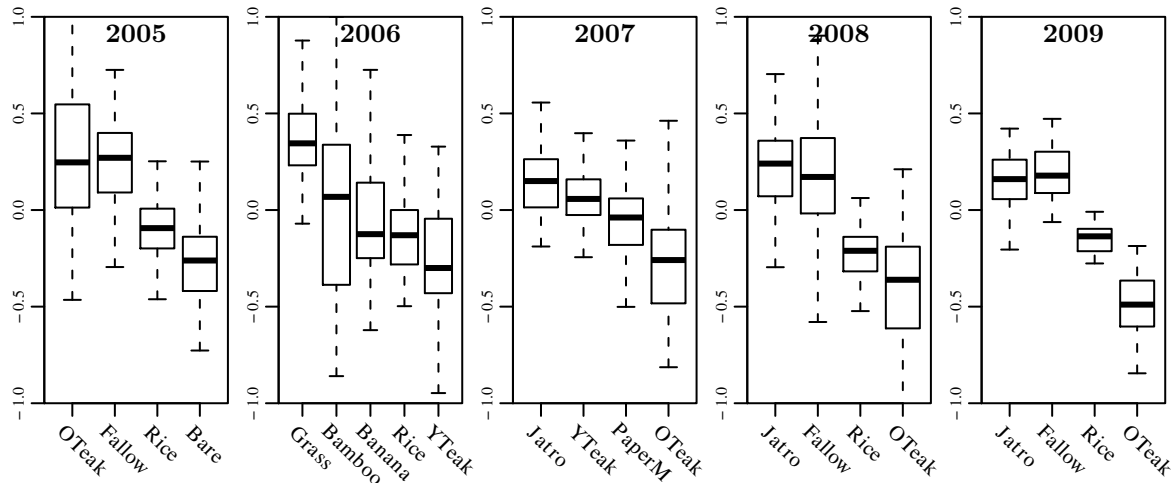 2005
1.0
0.5
0.0
−0.5
−1.0
OTeak
Fallow
Rice
Bare
2006
1.0
0.5
0.0
−0.5
−1.0
Grass
Bamboo
Banana
Rice
YTeak
2007
1.0
0.5
0.0
−0.5
−1.0
Jatro
YTeak
PaperM
OTeak
2008
1.0
0.5
0.0
−0.5
−1.0
Jatro
Fallow
Rice
OTeak
2009
1.0
0.5
0.0
−0.5
−1.0
Jatro
Fallow
Rice
OTeak